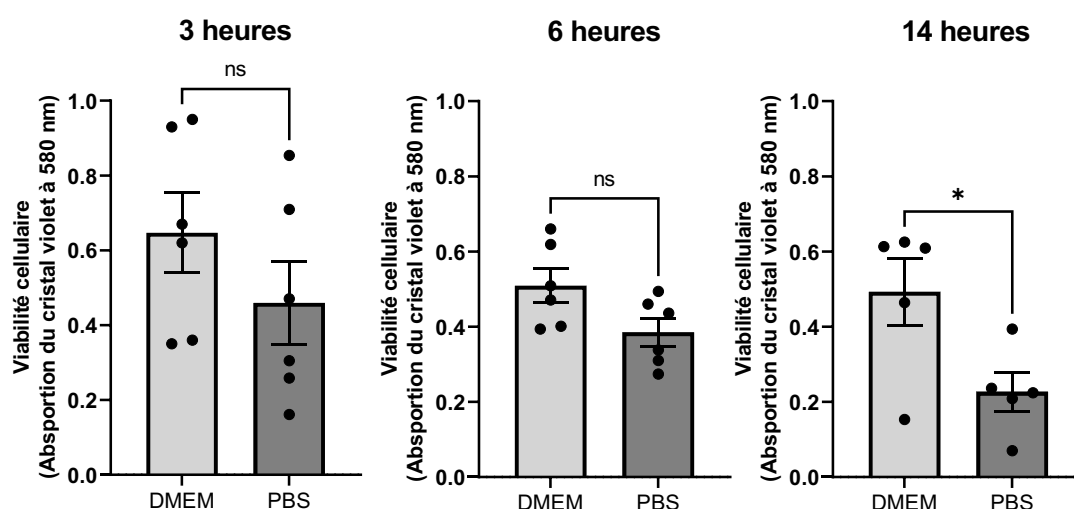 3 heures
6 heures
14 heures
ns
ns
*
Viabilité cellulaire
(Absportion du cristal violet à 580 nm)
1.0
0.8
0.6
0.4
0.2
0.0
DMEM
PBS
Viabilité cellulaire
(Absportion du cristal violet à 580 nm)
1.0
0.8
0.6
0.4
0.2
0.0
DMEM
PBS
Viabilité cellulaire
(Absportion du cristal violet à 580 nm)
1.0
0.8
0.6
0.4
0.2
0.0
DMEM
PBS